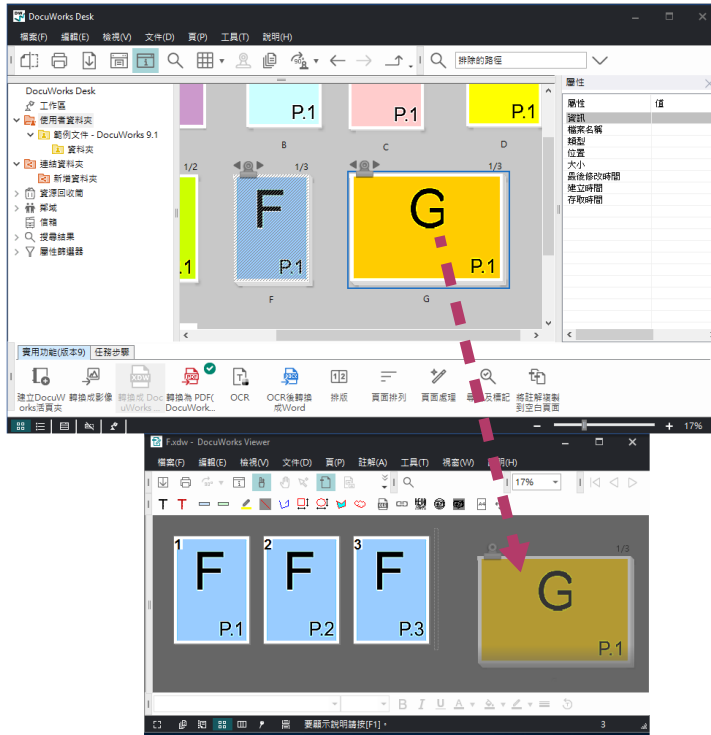 DocuWorks Desk
檔案(F) 編輯(E) 檢視(V) 文件(D) 頁(P) 工具(T) 說明(H)
排除的路徑
DocuWorks Desk
工作區
使用者資料夾
範例文件 - DocuWorks 9.1
資料夾
連結資料夾
新增資料夾
資源回收筒
鄰域
信箱
搜尋結果
屬性篩選器
P.1 P.1 P.1
B C D
1/2 1/3 1/3
F G
.1 P.1 P.1
F G
屬性
屬性 值
資訊
檔案名稱
類型
位置
大小
最後修改時間
建立時間
存取時間
實用功能(版本9) 任務步驟
建立DocuW
orks活頁夾
轉換成影像
轉換成 Doc
uWorks ...
轉換為 PDF(
DocuWork...
OCR
OCR後轉換
成Word
排版
頁面排列
頁面處理
及標記
將註解複製
到空白頁面
17%
F.xdw - DocuWorks Viewer
檔案(F) 編輯(E) 檢視(V) 文件(D) 頁(P) 註解(A) 工具(T) 視窗(W) (H)
17%
1 2 3 1/3
F F F G
P.1 P.2 P.3 P.1
B I U A
要顯示說明請按[F1]。
3